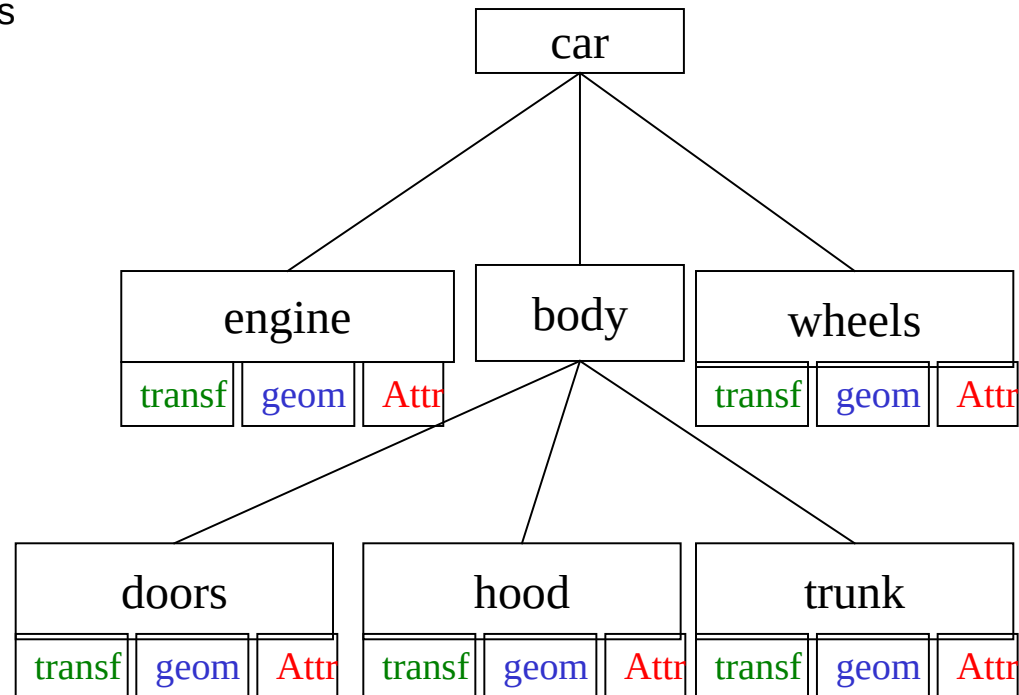 s
car
engine
body
wheels
transf geom Attr
transf geom Attr
doors
hood
trunk
transf geom Attr
transf geom Attr
transf geom Attr